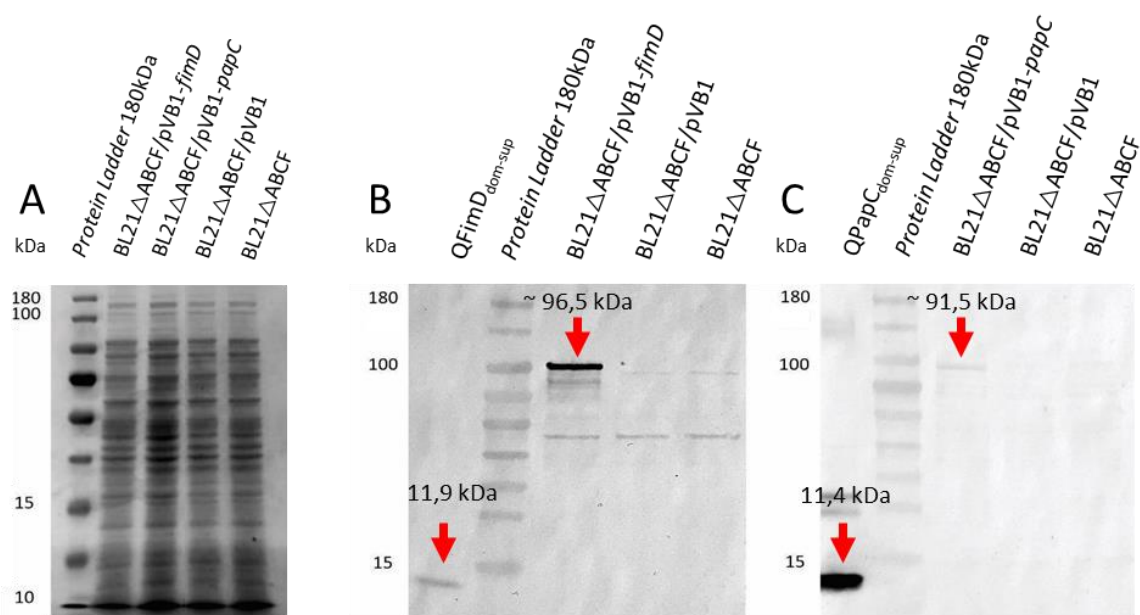 A
kDa
Protein Ladder 180kDa
BL21△ABCF/pVB1-fimD
BL21△ABCF/pVB1-papC
BL21△ABCF/pVB1
BL21△ABCF
180
100
15
10
B
kDa
QFimDdom-sup
Protein Ladder 180kDa
BL21△ABCF/pVB1-fimD
BL21△ABCF/pVB1
BL21△ABCF
180
~ 96,5 kDa
100
11,9 kDa
15
C
kDa
QPapCdom-sup
Protein Ladder 180kDa
BL21△ABCF/pVB1-papC
BL21△ABCF/pVB1
BL21△ABCF
180
~ 91,5 kDa
100
11,4 kDa
15